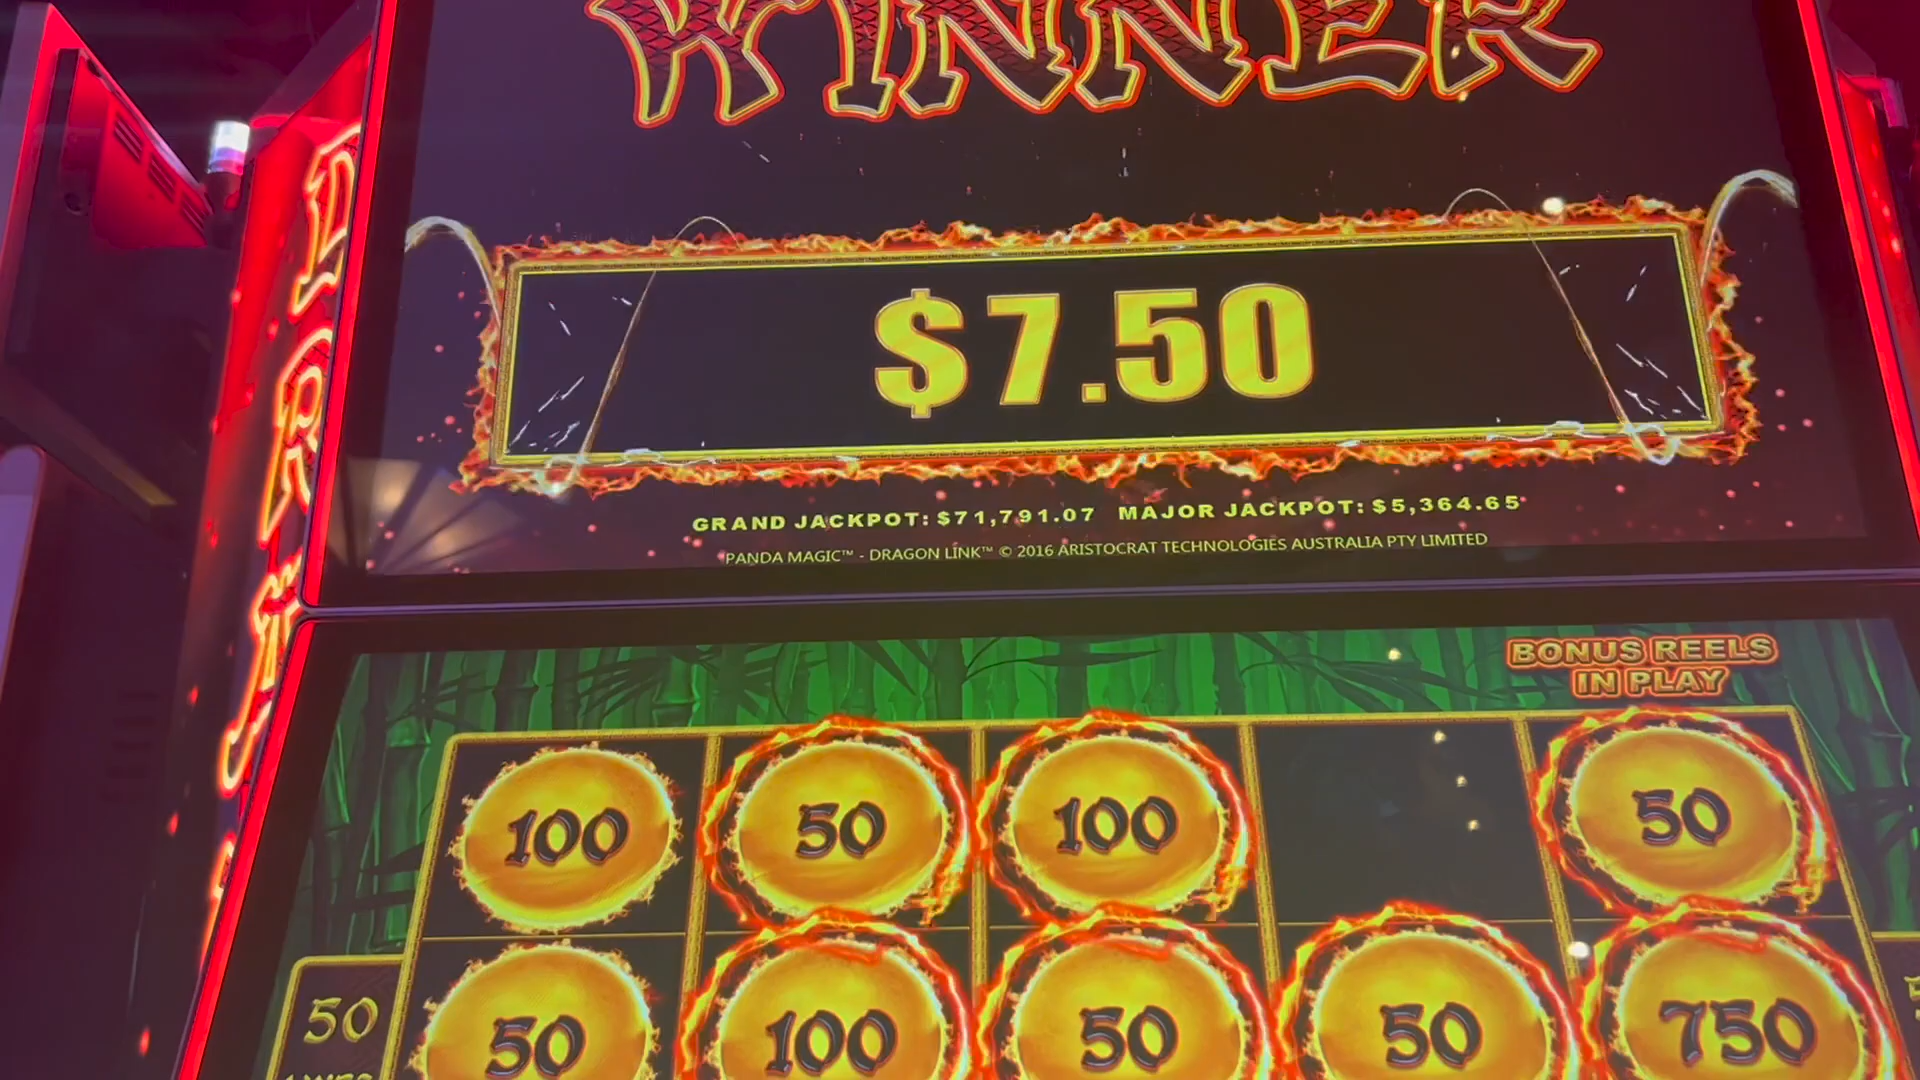 WINNER
$7.50
GRAND JACKPOT: $71,791.07 MAJOR JACKPOT: $5,364.65
PANDA MAGIC™ - DRAGON LINK™ © 2016 ARISTOCRAT TECHNOLOGIES AUSTRALIA PTY LIMITED
BONUS REELS
IN PLAY
100 50 100 50
50 100 50 50 750
50
LINES